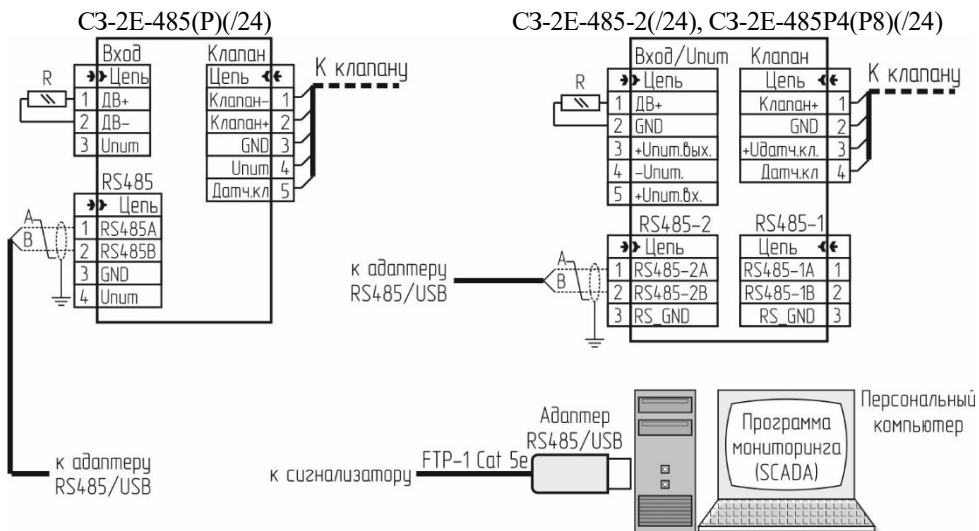 СЗ-2Е-485(Р)(/24)
Вход
Клапан
Цепь
Цепь
R
1 ДВ+
2 ДВ-
3 Uпит
Клапан- 1
Клапан+ 2
GND 3
Uпит 4
Датч.кл 5
К клапану
RS485
Цепь
A
B
1 RS485A
2 RS485B
3 GND
4 Uпит
к адаптеру
RS485/USB
СЗ-2Е-485-2(/24), СЗ-2Е-485Р4(Р8)(/24)
Вход/Uпит
Клапан
Цепь
Цепь
R
1 ДВ+
2 GND
3 +Uпит.вых.
4 -Uпит.
5 +Uпит.вх.
Клапан+ 1
GND 2
+Uдатч.кл. 3
Датч.кл 4
К клапану
RS485-2
RS485-1
Цепь
Цепь
A
B
1 RS485-2A
2 RS485-2B
3 RS_GND
RS485-1A 1
RS485-1B 2
RS_GND 3
к адаптеру
RS485/USB
к сигнализатору
FTP-1 Cat 5e
Адаптер
RS485/USB
Программа
мониторинга
(SCADA)
Персональный
компьютер